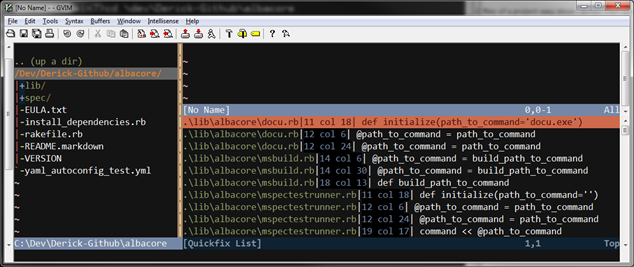 [No Name] - GVIM
File Edit Tools Syntax Buffers Window Intellisense Help
.. (up a dir)
/Dev/Derick-Github/albacore/
|+lib/
|+spec/
|-EULA.txt
|-install_dependencies.rb
|-rakefile.rb
|-README.markdown
|-VERSION
|-yaml_autoconfig_test.yml
~
~
~
~
~
C:\Dev\Derick-Github\albacore
~
~
~
~
[No Name] 0,0-1 All
.\lib\albacore\docu.rb|11 col 18| def initialize(path_to_command='docu.exe')
.\lib\albacore\docu.rb|12 col 6| @path_to_command = path_to_command
.\lib\albacore\docu.rb|12 col 24| @path_to_command = path_to_command
.\lib\albacore\msbuild.rb|14 col 6| @path_to_command = build_path_to_command
.\lib\albacore\msbuild.rb|14 col 30| @path_to_command = build_path_to_command
.\lib\albacore\msbuild.rb|18 col 13| def build_path_to_command
.\lib\albacore\mspectestrunner.rb|11 col 18| def initialize(path_to_command='')
.\lib\albacore\mspectestrunner.rb|12 col 6| @path_to_command = path_to_command
.\lib\albacore\mspectestrunner.rb|12 col 24| @path_to_command = path_to_command
.\lib\albacore\mspectestrunner.rb|19 col 17| command << @path_to_command
[Quickfix List] 1,1 Top